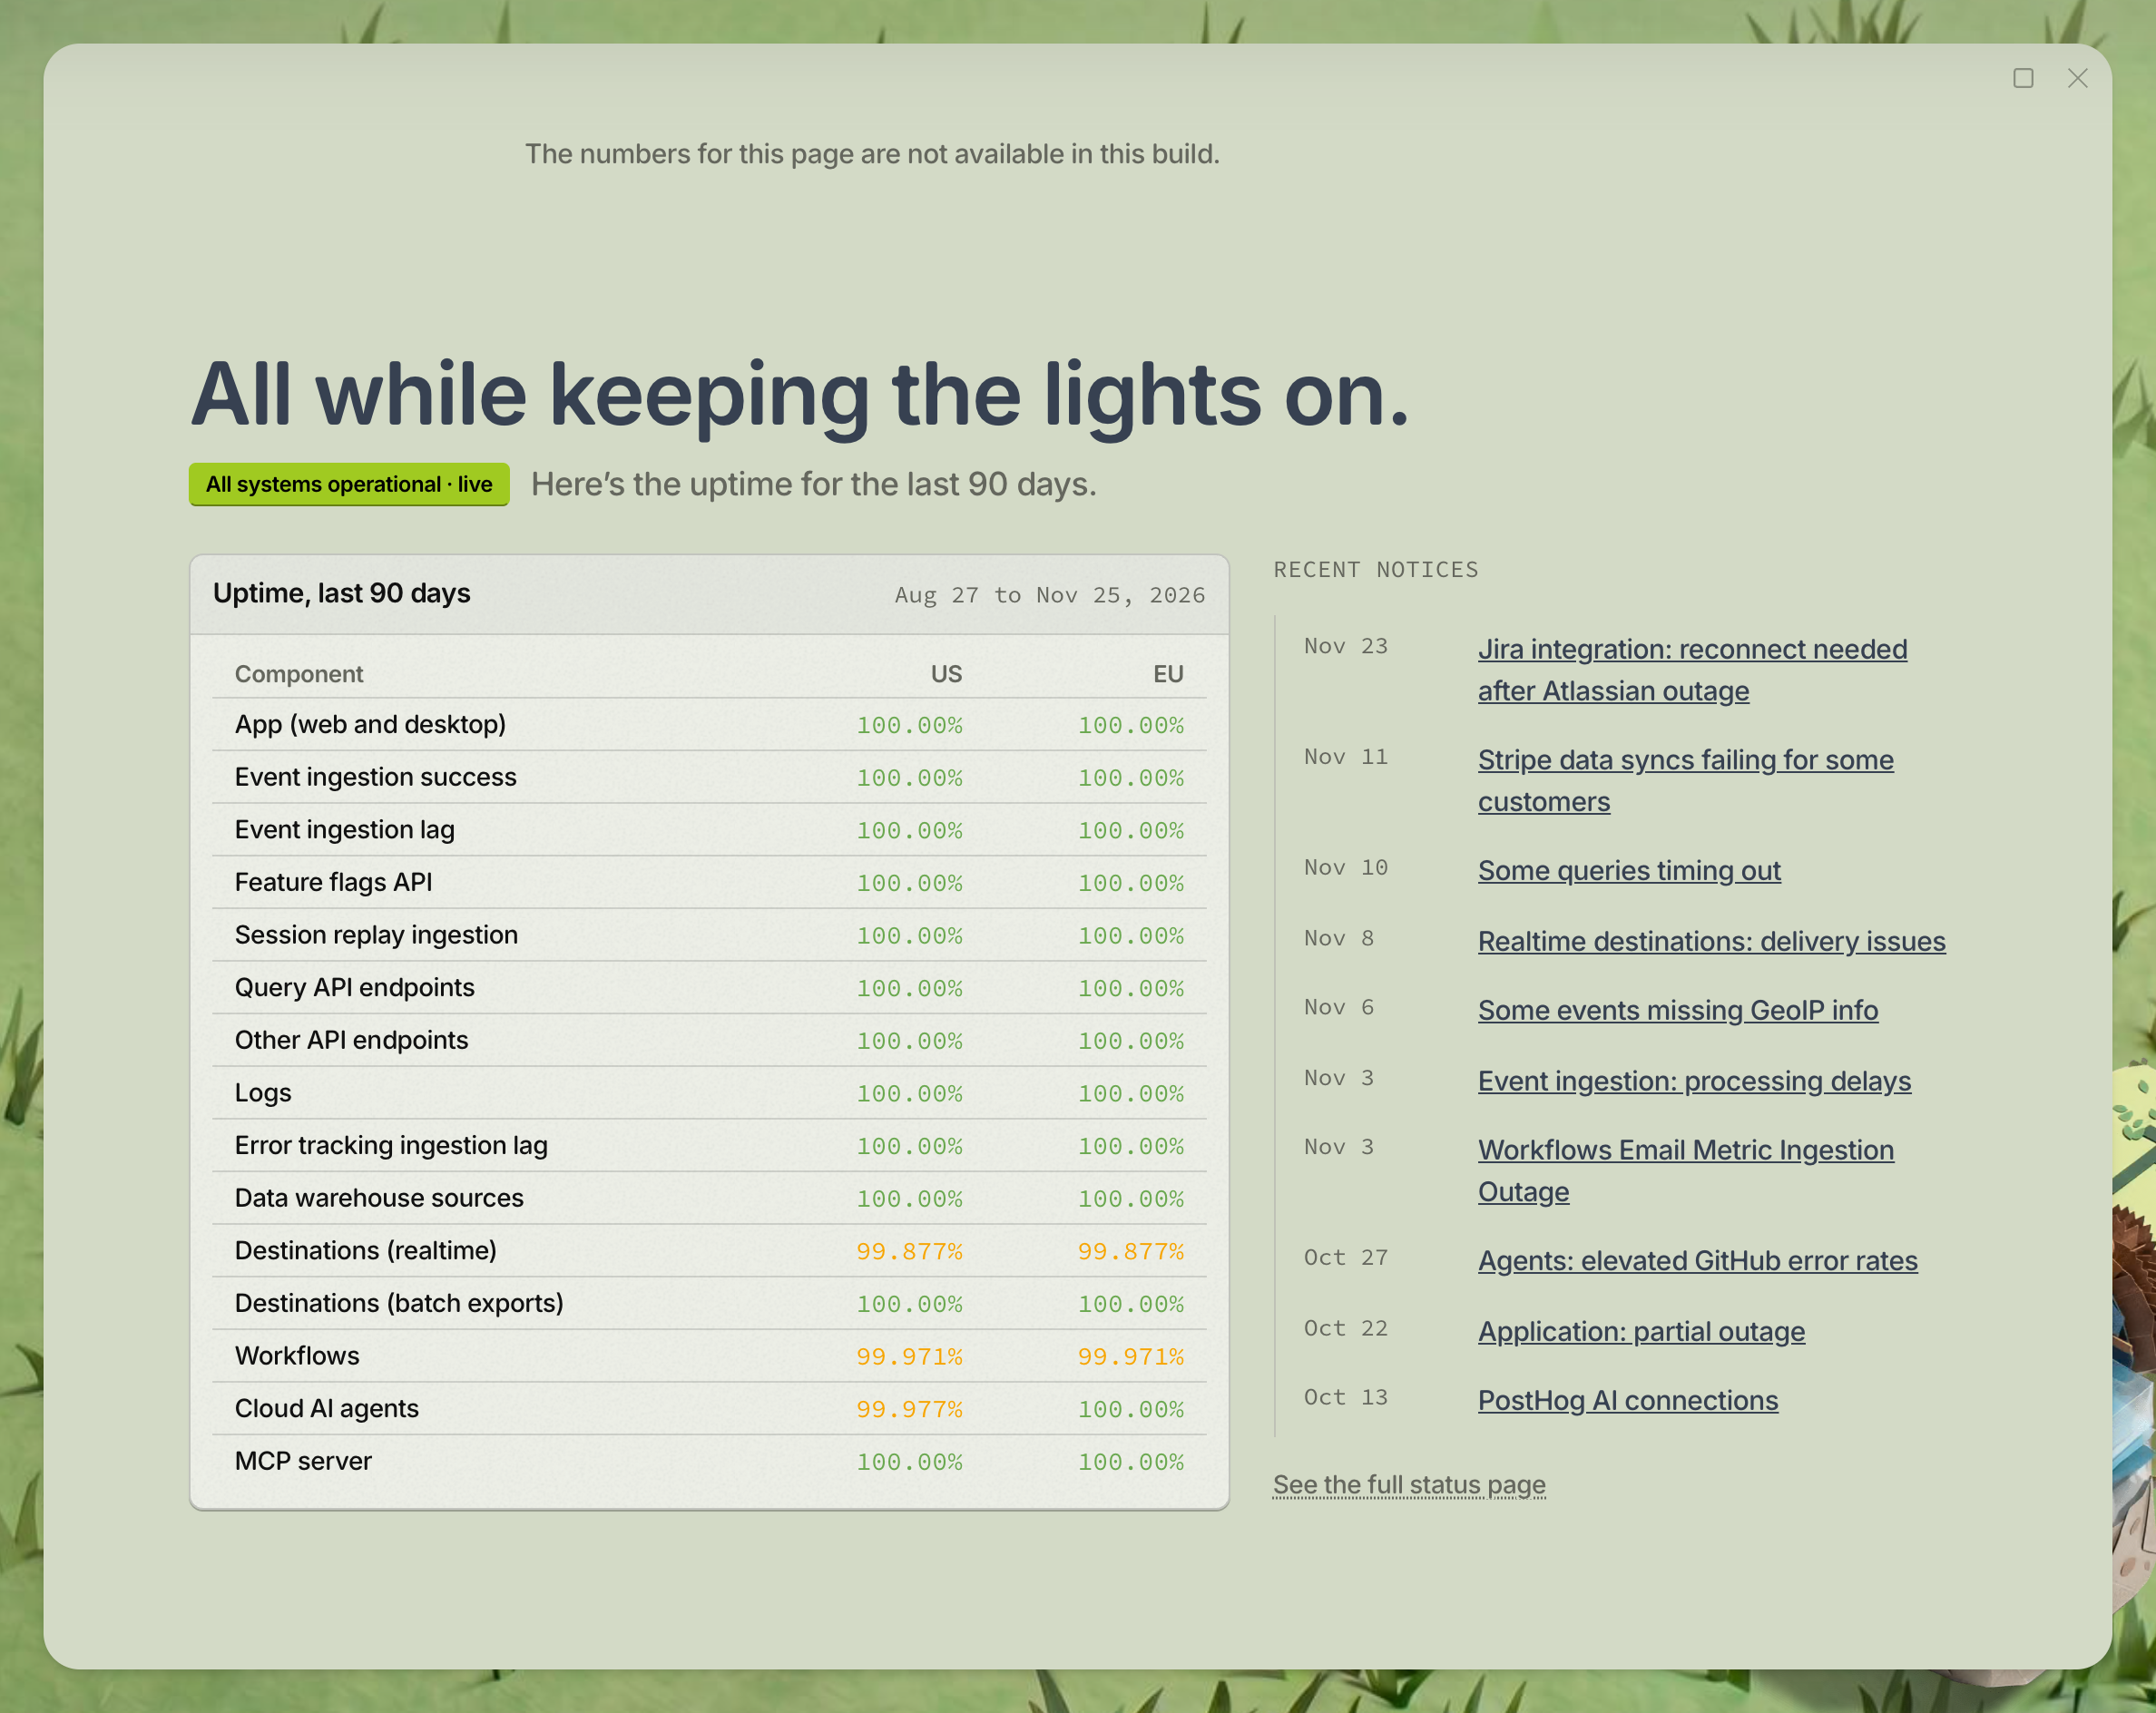 The numbers for this page are not available in this build.
All while keeping the lights on.
All systems operational · live
Here’s the uptime for the last 90 days.
Uptime, last 90 days
Aug 27 to Nov 25, 2026
Component US EU
App (web and desktop) 100.00% 100.00%
Event ingestion success 100.00% 100.00%
Event ingestion lag 100.00% 100.00%
Feature flags API 100.00% 100.00%
Session replay ingestion 100.00% 100.00%
Query API endpoints 100.00% 100.00%
Other API endpoints 100.00% 100.00%
Logs 100.00% 100.00%
Error tracking ingestion lag 100.00% 100.00%
Data warehouse sources 100.00% 100.00%
Destinations (realtime) 99.877% 99.877%
Destinations (batch exports) 100.00% 100.00%
Workflows 99.971% 99.971%
Cloud AI agents 99.977% 100.00%
MCP server 100.00% 100.00%
RECENT NOTICES
Nov 23 Jira integration: reconnect needed
after Atlassian outage
Nov 11 Stripe data syncs failing for some
customers
Nov 10 Some queries timing out
Nov 8 Realtime destinations: delivery issues
Nov 6 Some events missing GeoIP info
Nov 3 Event ingestion: processing delays
Nov 3 Workflows Email Metric Ingestion
Outage
Oct 27 Agents: elevated GitHub error rates
Oct 22 Application: partial outage
Oct 13 PostHog AI connections
See the full status page